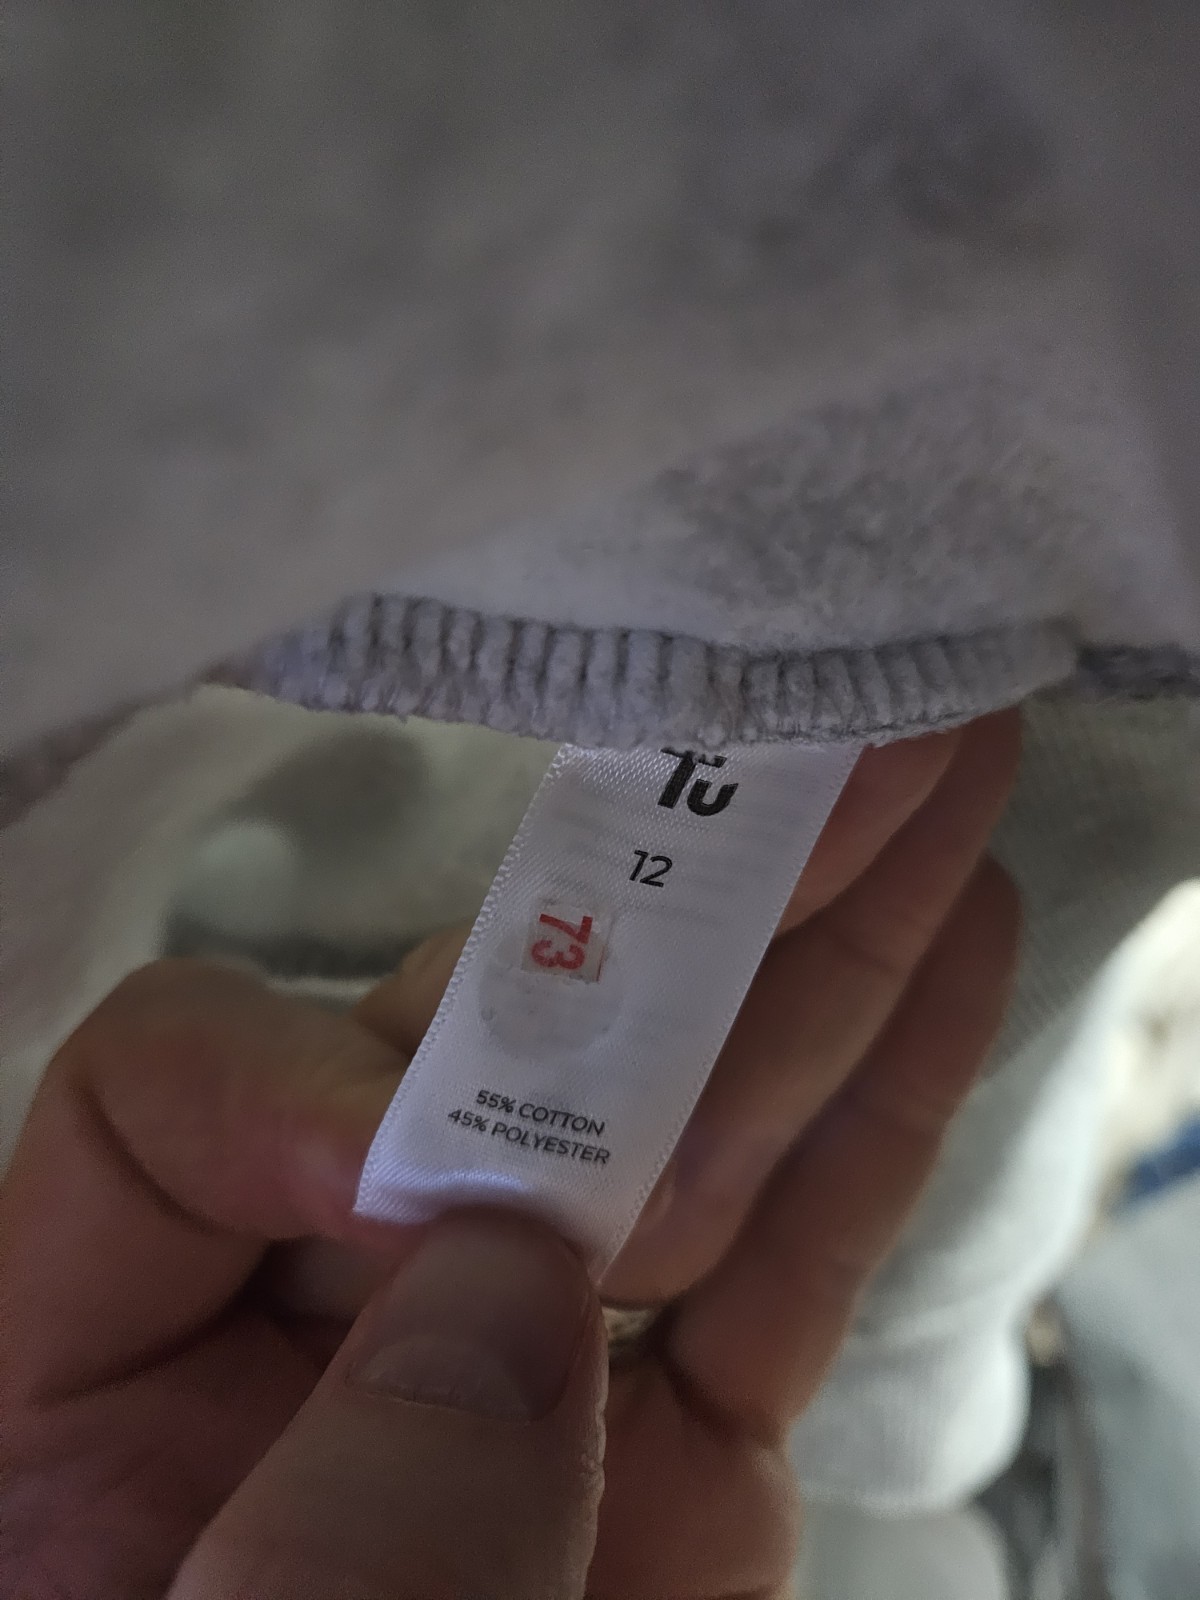 Tu
12
73
55% COTTON
45% POLYESTER